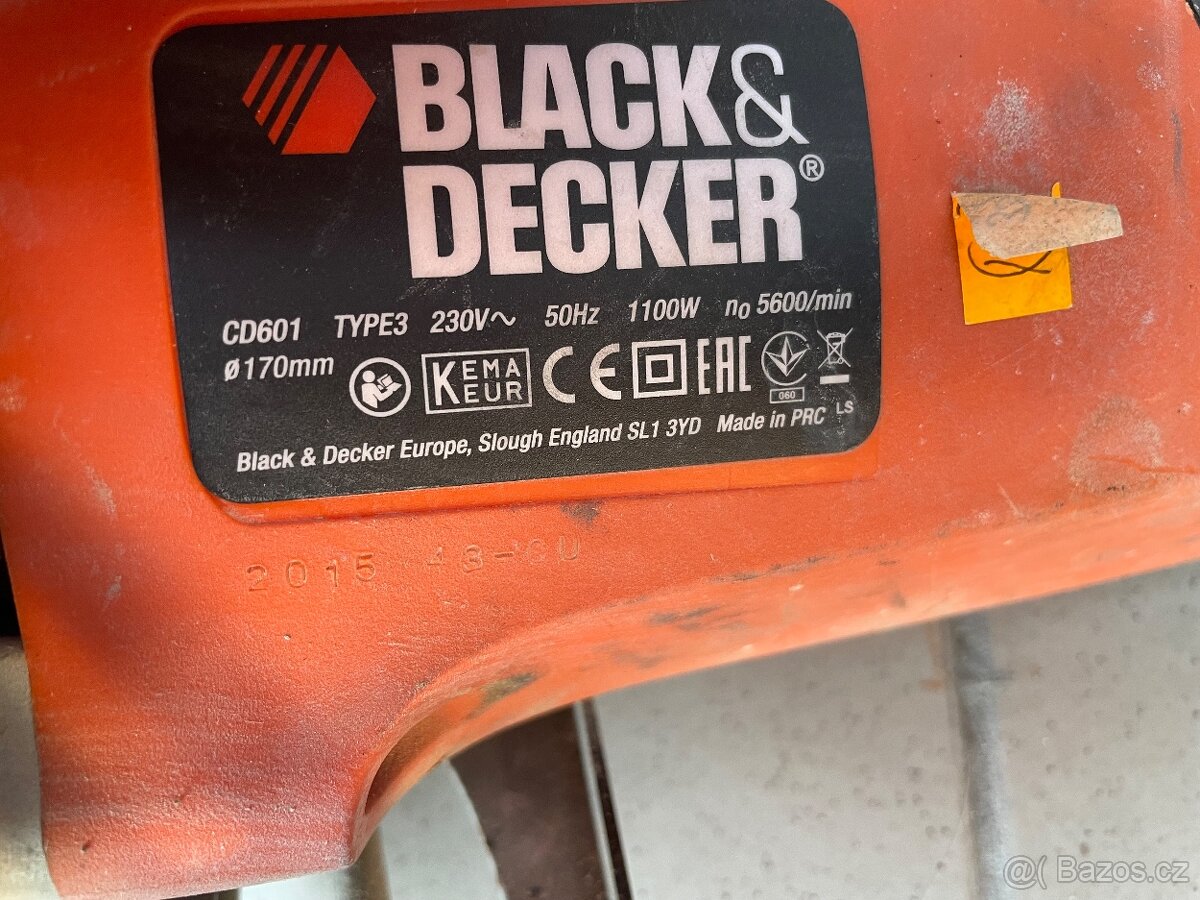 BLACK&
DECKER®
CD601 TYPE3 230V~ 50Hz 1100W n₀ 5600/min
ø170mm
KEMA
EUR
CE
EAC
060
LS
Black & Decker Europe, Slough England SL1 3YD Made in PRC
2015
Bazos.cz